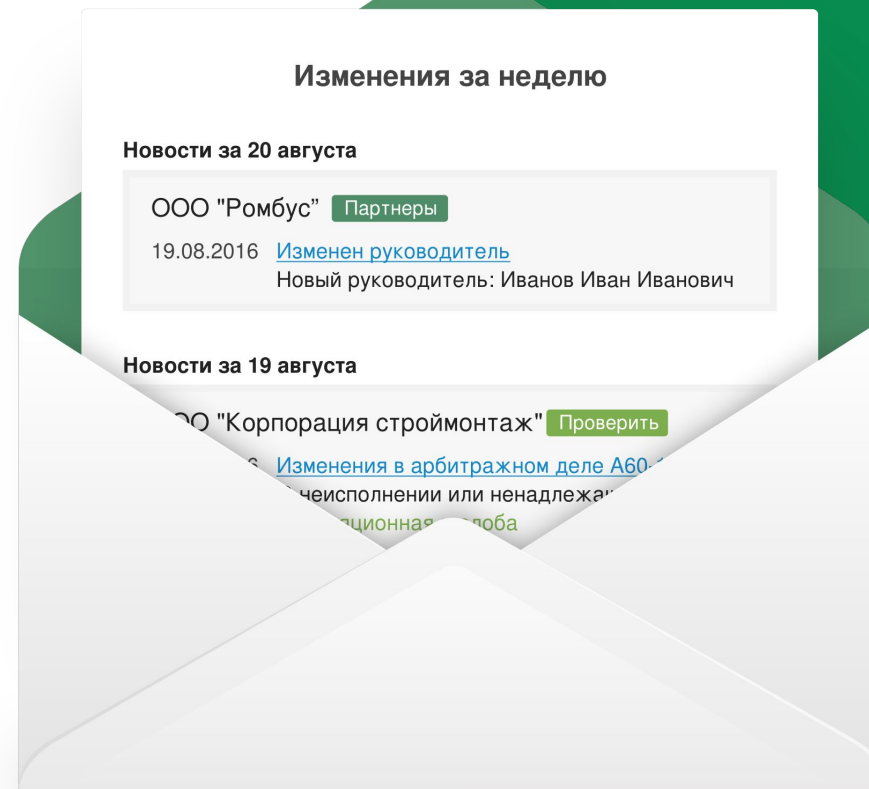 Изменения за неделю
Новости за 20 августа
ООО "Ромбус” Партнеры
19.08.2016 Изменен руководитель
Новый руководитель: Иванов Иван Иванович
Новости за 19 августа
"Корпорация строймонтаж" Проверить
Изменения в арбитражном деле А60-
неисполнении или